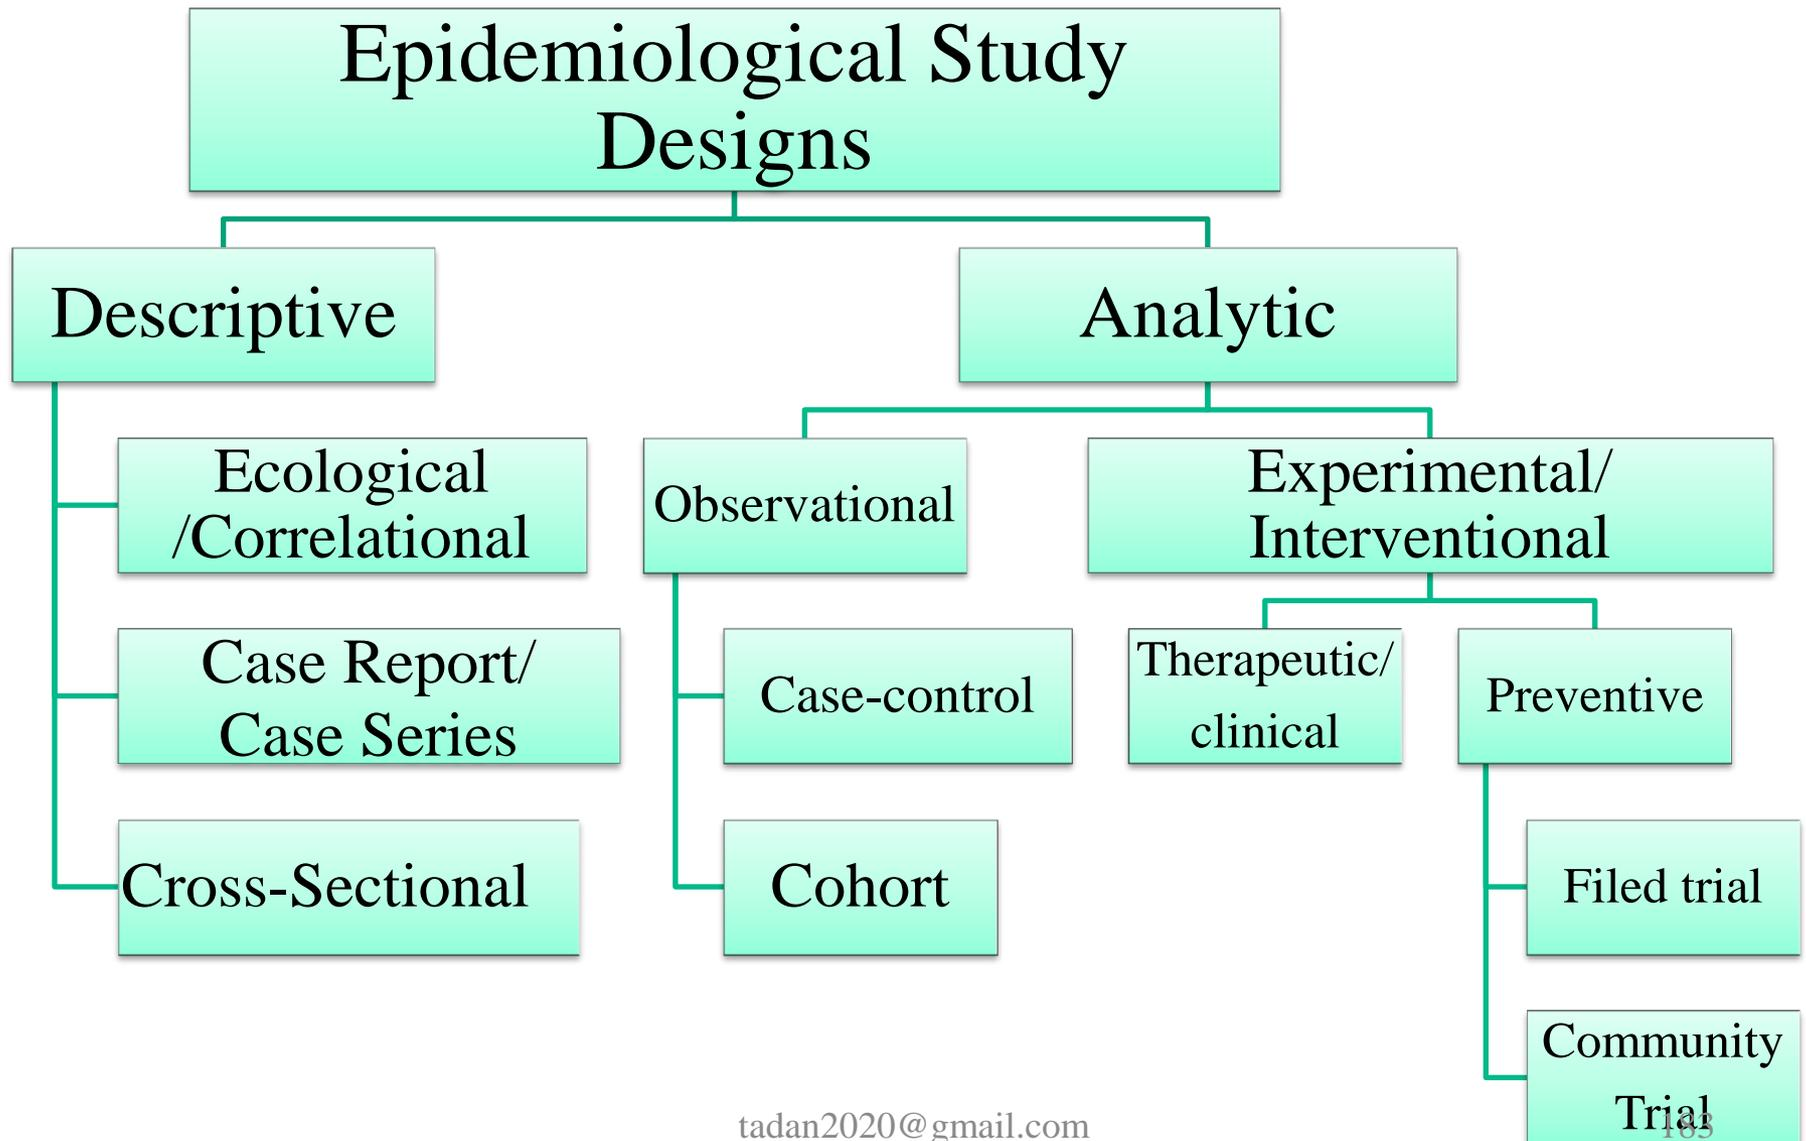 Epidemiological Study
Designs
Descriptive
Analytic
Ecological
/Correlational
Observational
Experimental/
Interventional
Case Report/
Case Series
Case-control
Therapeutic/
clinical
Preventive
Cross-Sectional
Cohort
Filed trial
Community
Trial
tadan2020@gmail.com
183